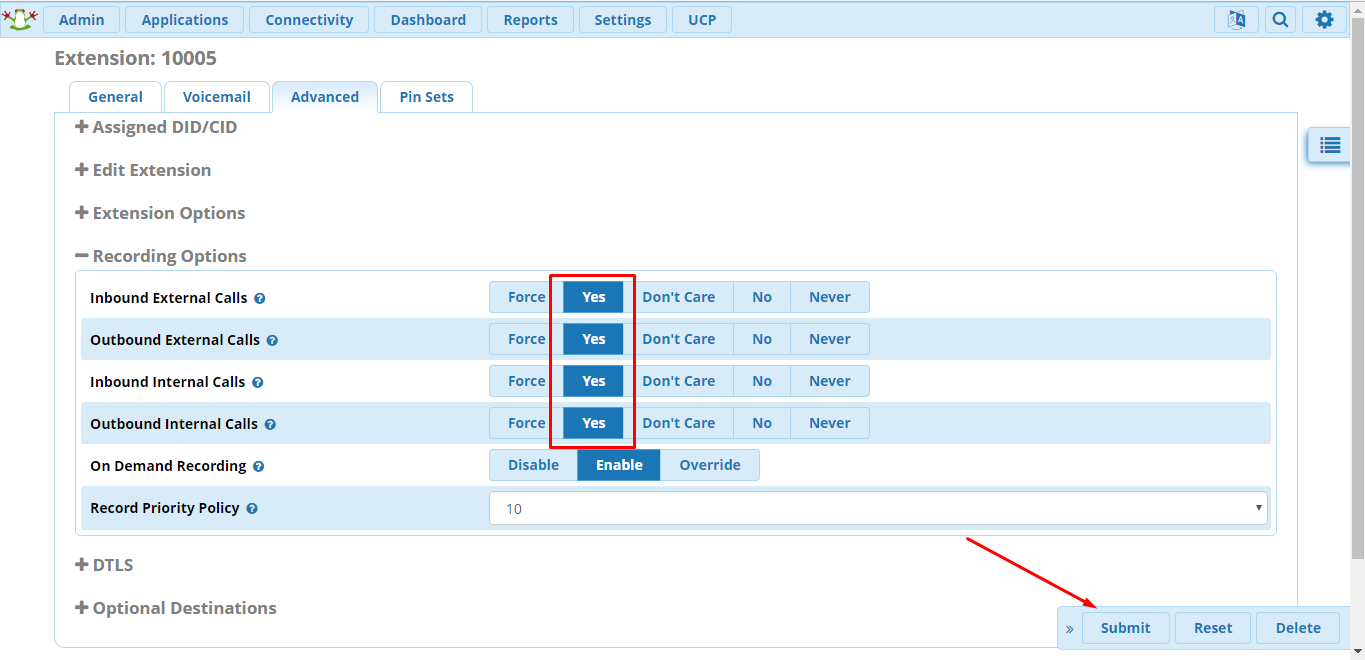 Admin Applications Connectivity Dashboard Reports Settings UCP
Extension: 10005
General Voicemail Advanced Pin Sets
Assigned DID/CID
Edit Extension
Extension Options
Recording Options
Inbound External Calls Force Yes Don't Care No Never
Outbound External Calls Force Yes Don't Care No Never
Inbound Internal Calls Force Yes Don't Care No Never
Outbound Internal Calls Force Yes Don't Care No Never
On Demand Recording Disable Enable Override
Record Priority Policy 10
DTLS
Optional Destinations
» Submit Reset Delete